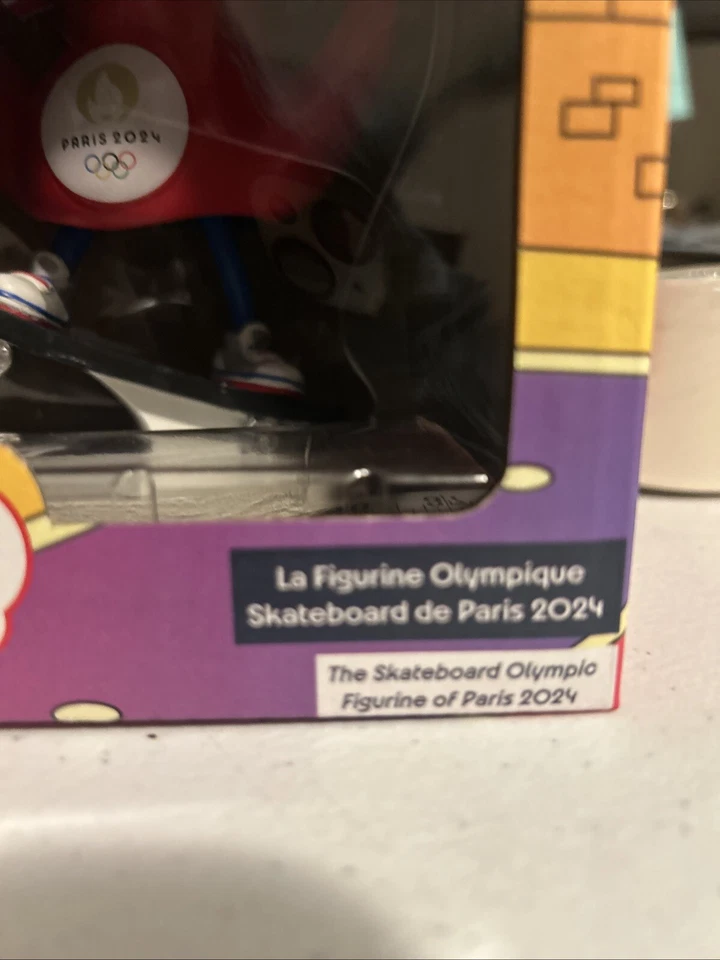 PARIS 2024
La Figurine Olympique
Skateboard de Paris 2024
The Skateboard Olympic
Figurine of Paris 2024